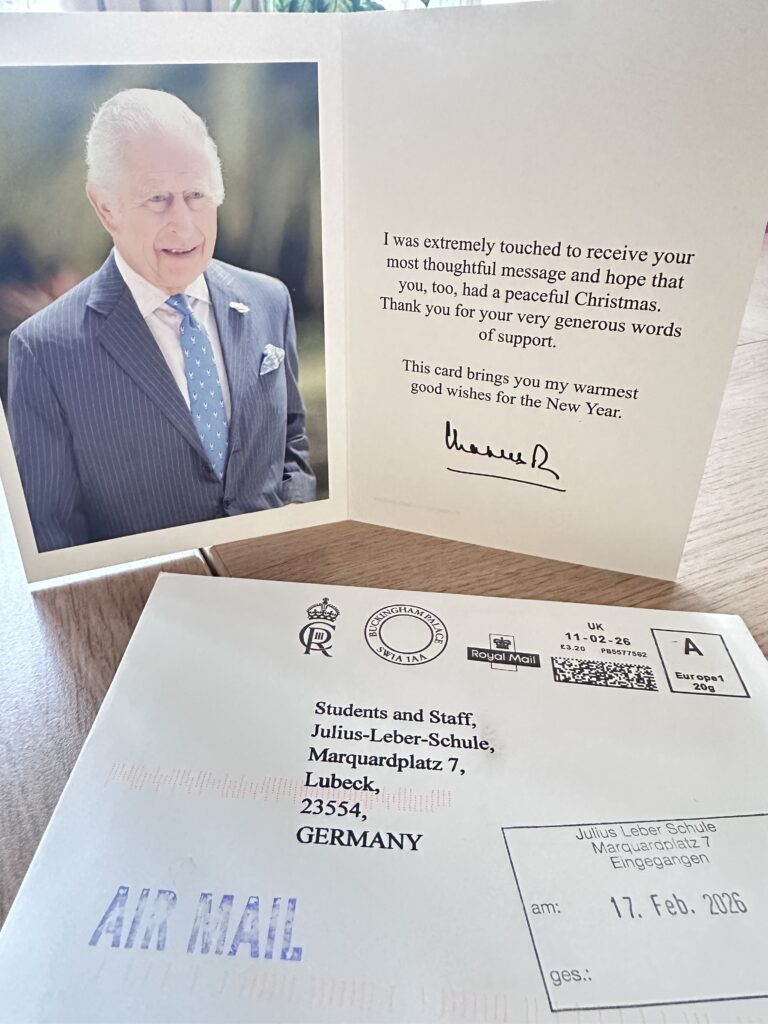 I was extremely touched to receive your
most thoughtful message and hope that
you, too, had a peaceful Christmas.
Thank you for your very generous words
of support.
This card brings you my warmest
good wishes for the New Year.
Charles R
C III R
BUCKINGHAM PALACE
SW1A 1AA
Royal Mail
UK
11-02-26
£3.20 PB5577562
A
Europe1
20g
Students and Staff,
Julius-Leber-Schule,
Marquardplatz 7,
Lubeck,
23554,
GERMANY
AIR MAIL
Julius Leber Schule
Marquardplatz 7
Eingegangen
am: 17. Feb. 2026
ges.: